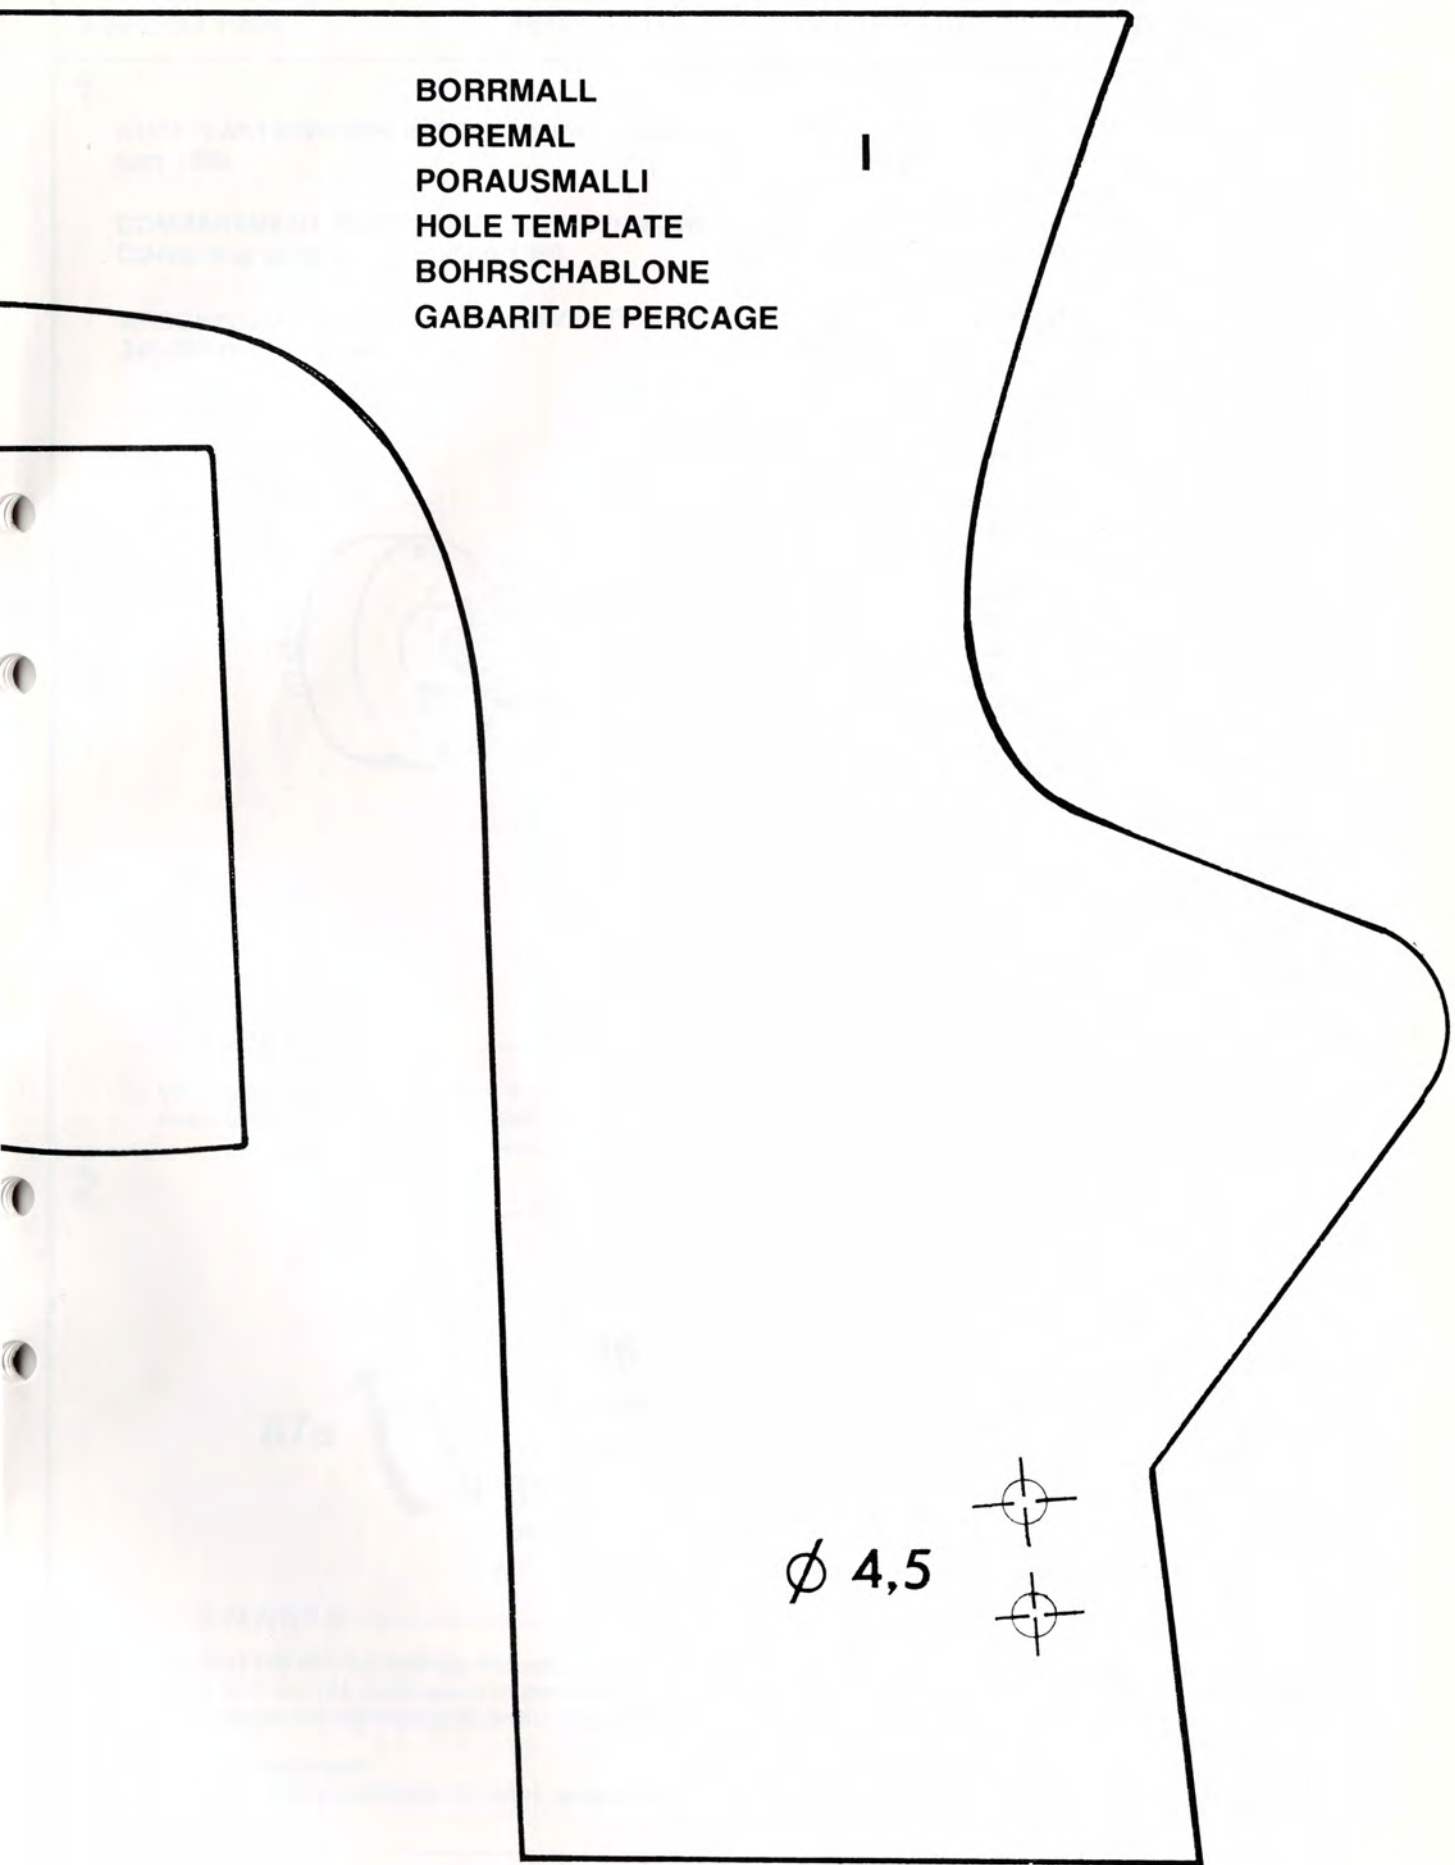 BORRMALL
BOREMAL
PORAUSMALLI
HOLE TEMPLATE
BOHRSCHABLONE
GABARIT DE PERCAGE
I
ø 4,5